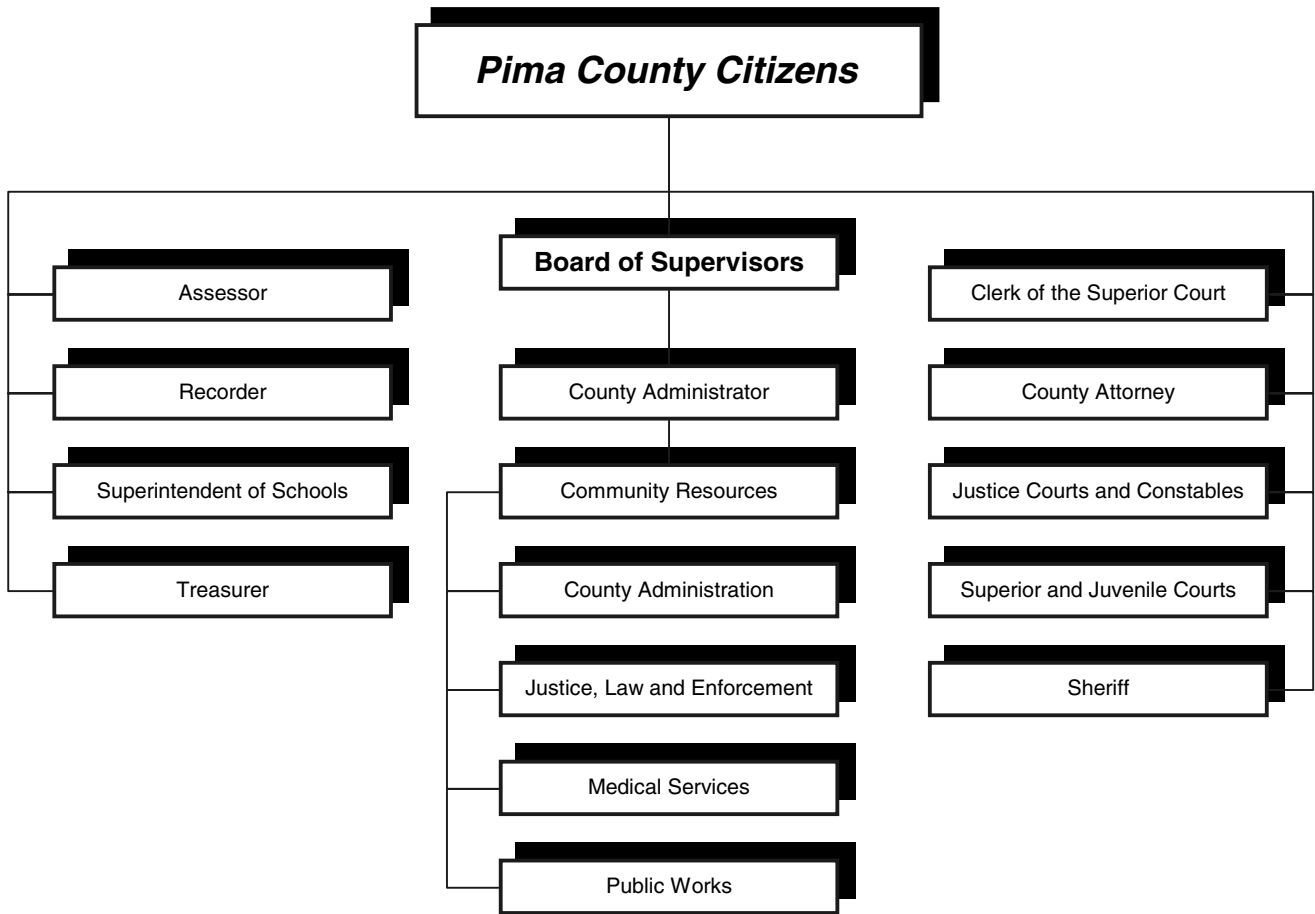 Pima County Citizens
Board of Supervisors
Assessor
Clerk of the Superior Court
Recorder
County Administrator
County Attorney
Superintendent of Schools
Community Resources
Justice Courts and Constables
Treasurer
County Administration
Superior and Juvenile Courts
Justice, Law and Enforcement
Sheriff
Medical Services
Public Works